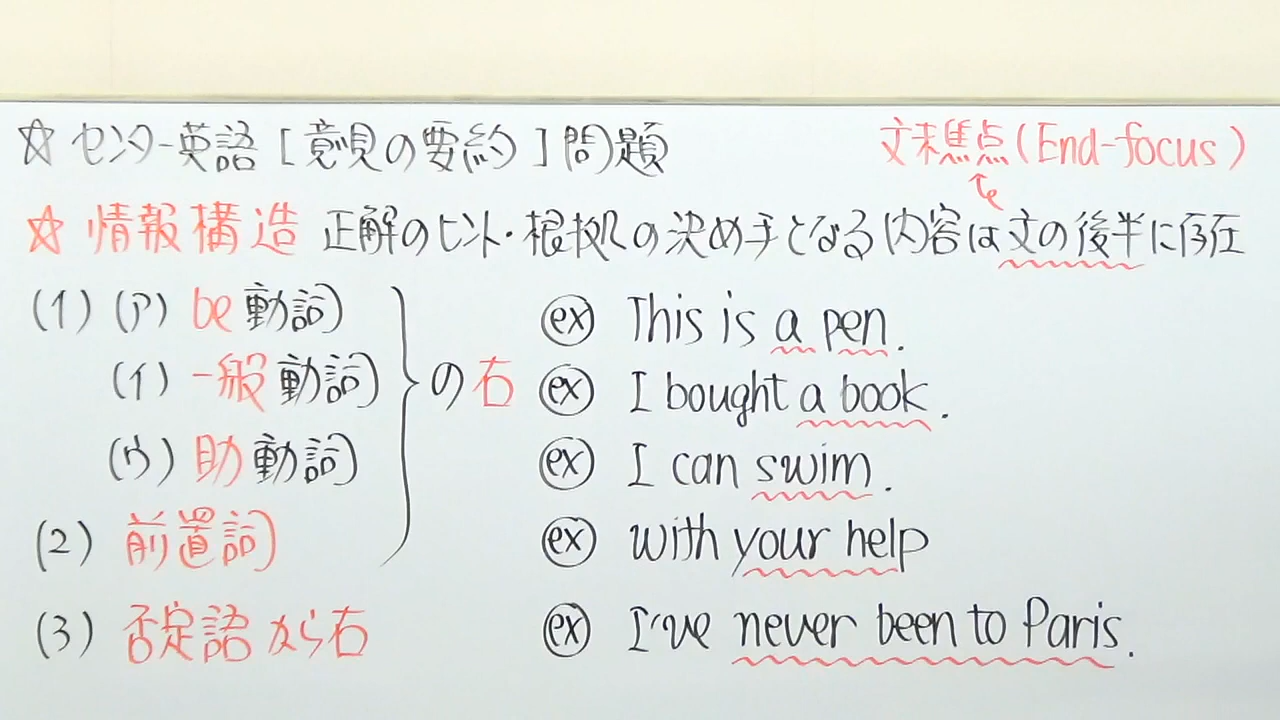 ☆ センター英語 [意見の要約] 問題 文末焦点(End-focus)
☆ 情報構造 正解のヒント・根拠の決め手となる内容は文の後半に存在
(1) (ア) be動詞 ex This is a pen.
(イ) 一般動詞 の右 ex I bought a book.
(ウ) 助動詞 ex I can swim.
(2) 前置詞 ex with your help
(3) 否定語から右 ex I've never been to Paris.